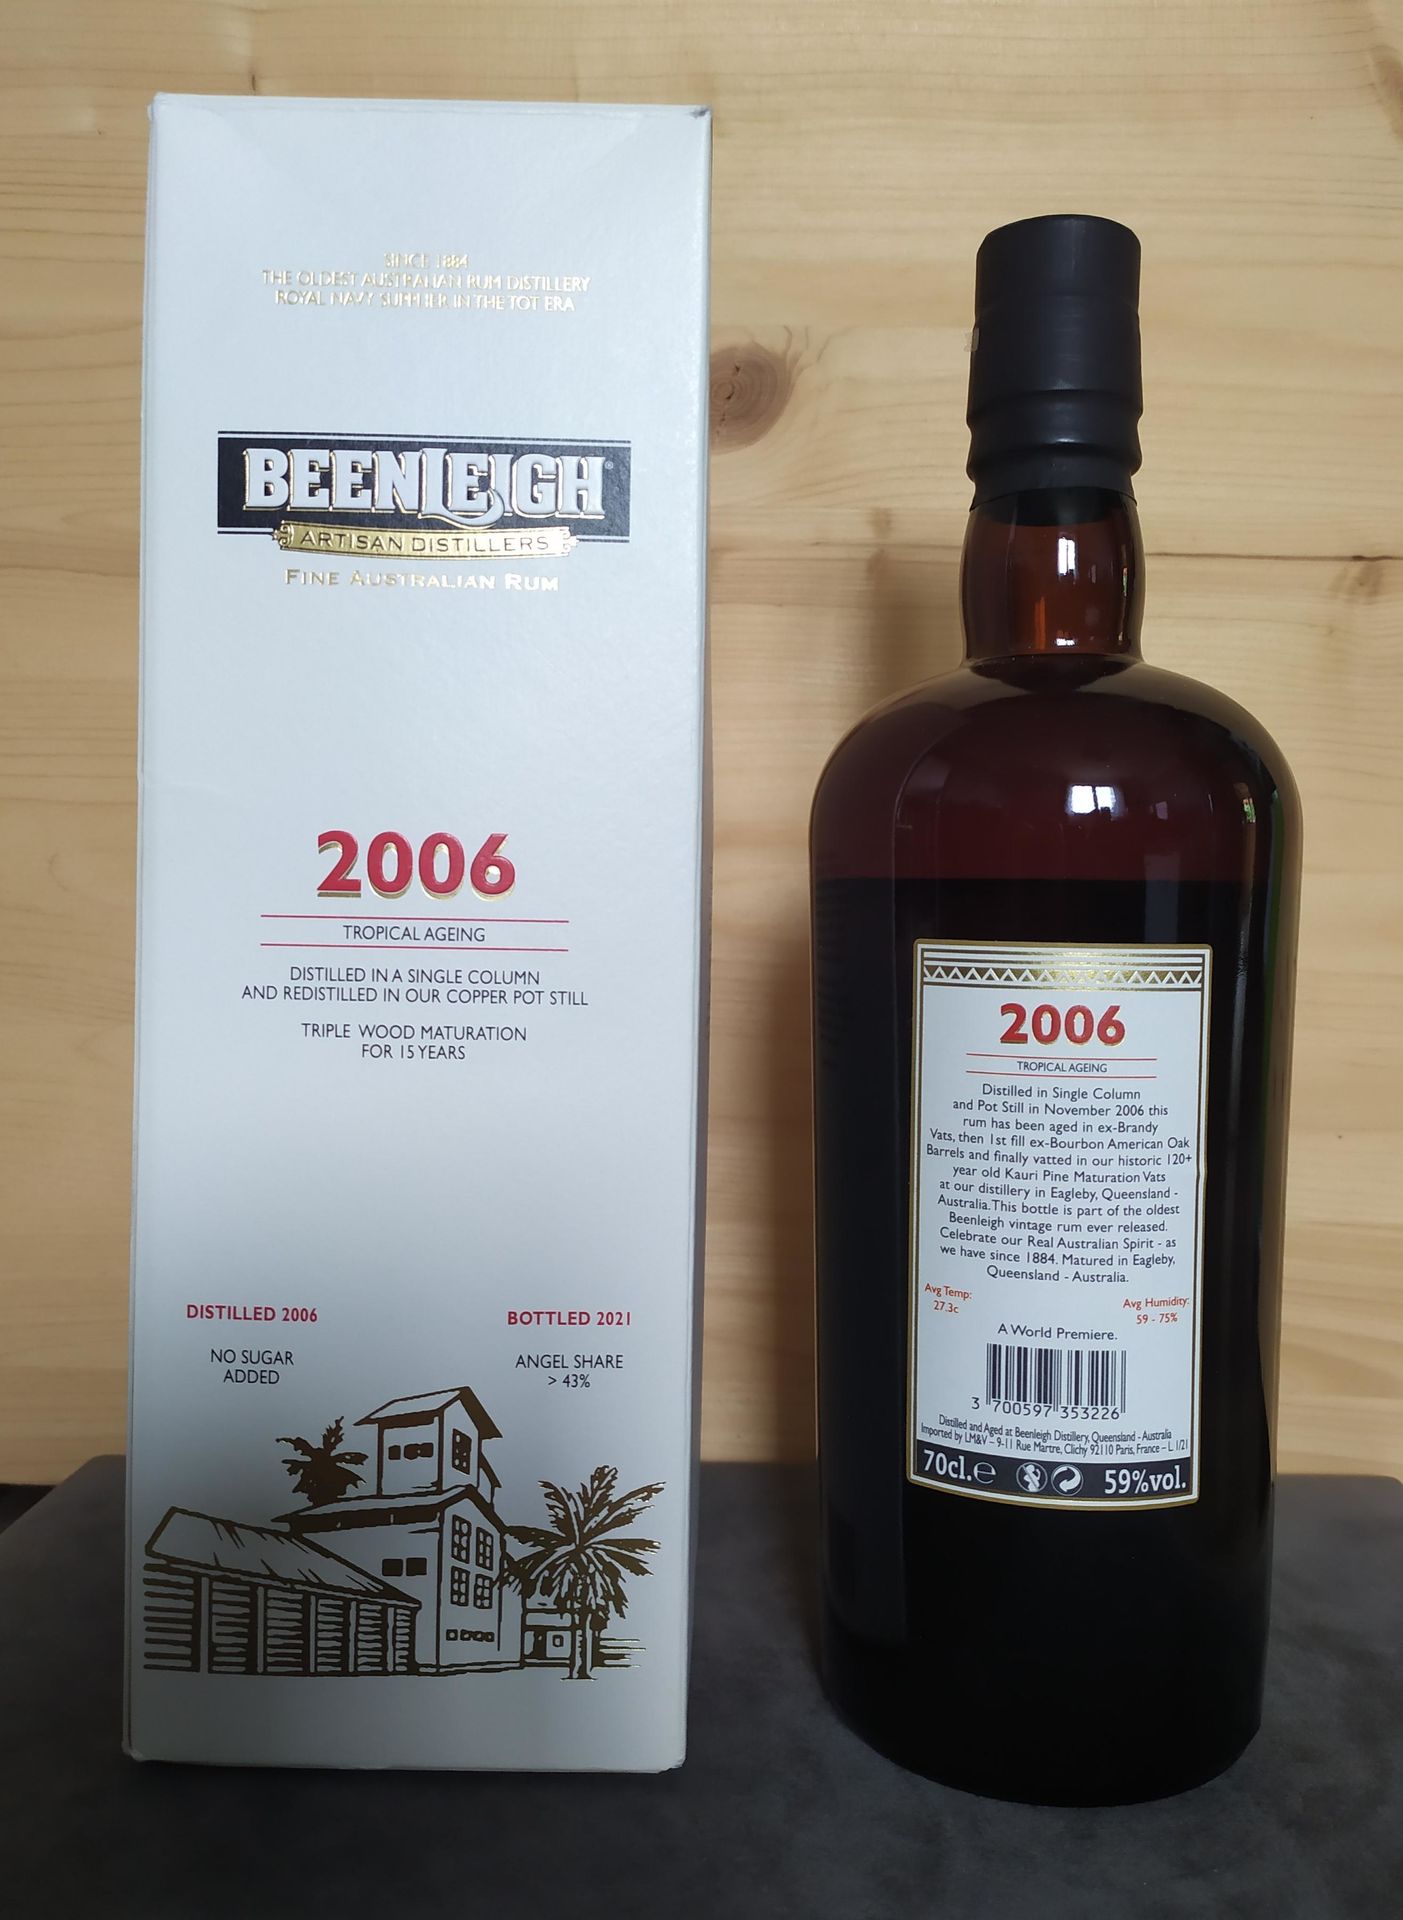 SINCE 1884
THE OLDEST AUSTRALIAN RUM DISTILLERY
ROYAL NAVY SUPPLIER IN THE TOT ERA
BEENLEIGH®
ARTISAN DISTILLERS
FINE AUSTRALIAN RUM
2006
TROPICAL AGEING
DISTILLED IN A SINGLE COLUMN
AND REDISTILLED IN OUR COPPER POT STILL
TRIPLE WOOD MATURATION
FOR 15 YEARS
DISTILLED 2006
NO SUGAR
ADDED
BOTTLED 2021
ANGEL SHARE
> 43%
2006
TROPICAL AGEING
Distilled in Single Column
and Pot Still in November 2006 this
rum has been aged in ex-Brandy
Vats, then 1st fill ex-Bourbon American Oak
Barrels and finally vatted in our historic 120+
year old Kauri Pine Maturation Vats
at our distillery in Eagleby, Queensland -
Australia. This bottle is part of the oldest
Beenleigh vintage rum ever released.
Celebrate our Real Australian Spirit - as
we have since 1884. Matured in Eagleby,
Queensland - Australia.
Avg Temp:
27.3c
Avg Humidity:
59 - 75%
A World Premiere.
3 700597 353226
Distilled and Aged at Beenleigh Distillery, Queensland - Australia
Imported by LM&V – 9-11 Rue Martre, Clichy 92110 Paris, France – L 1/21
70cl.e 59%vol.